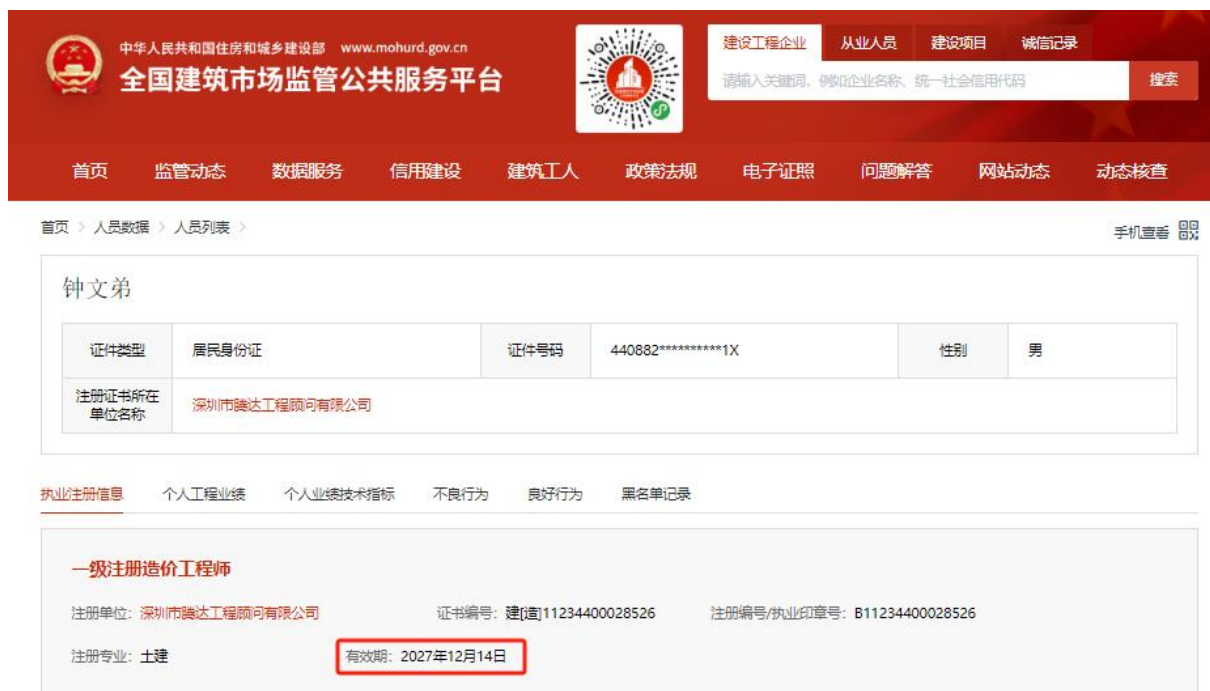 中华人民共和国住房和城乡建设部 www.mohurd.gov.cn
全国建筑市场监管公共服务平台
建设工程企业 从业人员 建设项目 诚信记录
请输入关键词，例如企业名称、统一社会信用代码 搜索
首页 监管动态 数据服务 信用建设 建筑工人 政策法规 电子证照 问题解答 网站动态 动态核查
首页 > 人员数据 > 人员列表 >
手机查看
钟文弟
证件类型 居民身份证 证件号码 440882**********1X 性别 男
注册证书所在
单位名称
深圳市腾达工程顾问有限公司
执业注册信息 个人工程业绩 个人业绩技术指标 不良行为 良好行为 黑名单记录
一级注册造价工程师
注册单位：深圳市腾达工程顾问有限公司 证书编号：建[造]11234400028526 注册编号/执业印章号：B11234400028526
注册专业：土建 有效期：2027年12月14日